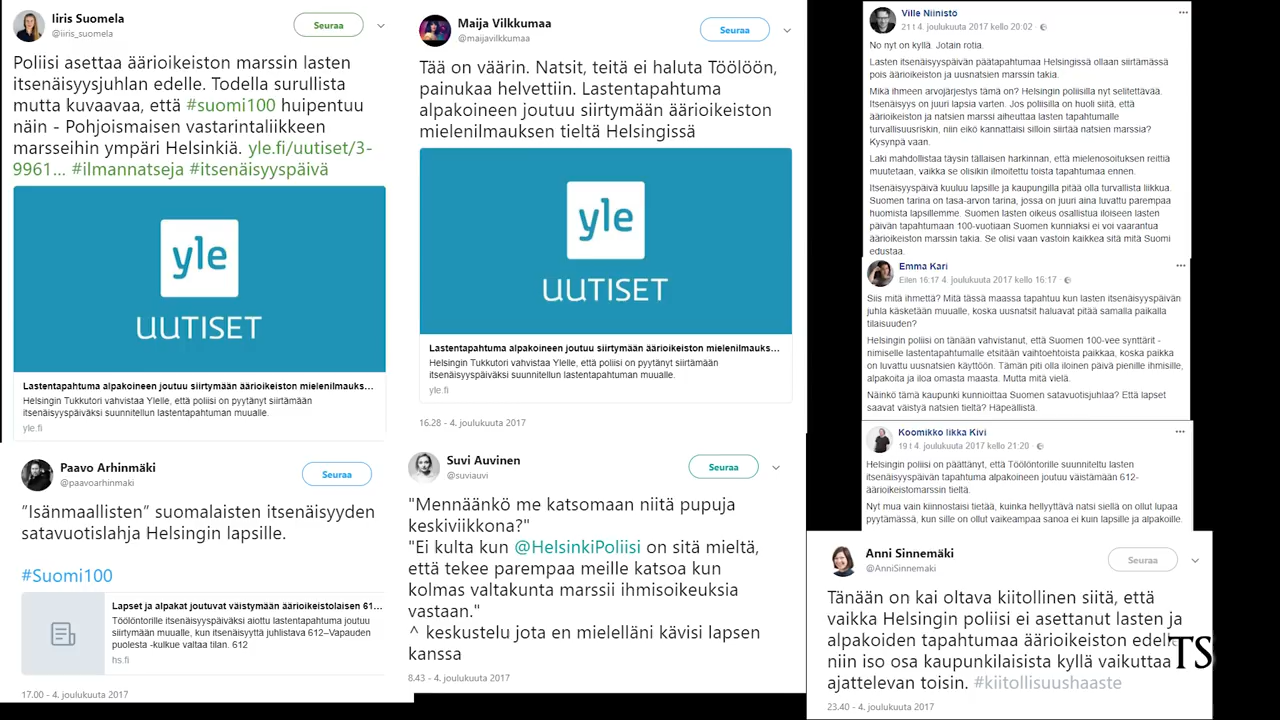 Iiris Suomela
@iiris_suomela
Seuraa
Poliisi asettaa äärioikeiston marssin lasten
itsenäisyysjuhlan edelle. Todella surullista
mutta kuvaavaa, että #suomi100 huipentuu
näin - Pohjoismaisen vastarintaliikkeen
marsseihin ympäri Helsinkiä. yle.fi/uutiset/3-
9961... #ilmannatseja #itsenäisyyspäivä
yle
UUTISET
Lastentapahtuma alpakoineen joutuu siirtymään äärioikeiston mielenilmauks...
Helsingin Tukkutori vahvistaa Ylelle, että poliisi on pyytänyt siirtämään
itsenäisyyspäiväksi suunnitellun lastentapahtuman muualle.
yle.fi
Maija Vilkkumaa
@maijavilkkumaa
Seuraa
Tää on väärin. Natsit, teitä ei haluta Töölöön,
painukaa helvettiin. Lastentapahtuma
alpakoineen joutuu siirtymään äärioikeiston
mielenilmauksen tieltä Helsingissä
yle
UUTISET
Lastentapahtuma alpakoineen joutuu siirtymään äärioikeiston mielenilmauks...
Helsingin Tukkutori vahvistaa Ylelle, että poliisi on pyytänyt siirtämään
itsenäisyyspäiväksi suunnitellun lastentapahtuman muualle.
yle.fi
16.28 - 4. joulukuuta 2017
Ville Niinistö
21 t 4. joulukuuta 2017 kello 20:02 ·
No nyt on kyllä. Jotain rotia.
Lasten itsenäisyyspäivän päätapahtumaa Helsingissä ollaan siirtämässä
pois äärioikeiston ja uusnatsien marssin takia.
Mikä ihmeen arvojärjestys tämä on? Helsingin poliisilla nyt selitettävää.
Itsenäisyys on juuri lapsia varten. Jos poliisilla on huoli siitä, että
äärioikeiston ja natsien marssi aiheuttaa lasten tapahtumalle
turvallisuusriskin, niin eikö kannattaisi silloin siirtää natsien marssia?
Kysynpä vaan.
Laki mahdollistaa täysin tällaisen harkinnan, että mielenosoituksen reittiä
muutetaan, vaikka se olisikin ilmoitettu toista tapahtumaa ennen.
Itsenäisyyspäivä kuuluu lapsille ja kaupungilla pitää olla turvallista liikkua.
Suomen tarina on tasa-arvon tarina, jossa on juuri aina luvattu parempaa
huomista lapsillemme. Suomen lasten oikeus osallistua iloiseen lasten
päivän tapahtumaan 100-vuotiaan Suomen kunniaksi ei voi vaarantua
äärioikeiston marssin takia. Se olisi vaan vastoin kaikkea sitä mitä Suomi
edustaa.
Emma Kari
Eilen 16:17 4. joulukuuta 2017 kello 16:17 ·
Siis mitä ihmettä? Mitä tässä maassa tapahtuu kun lasten itsenäisyyspäivän
juhla käsketään muualle, koska uusnatsit haluavat pitää samalla paikalla
tilaisuuden?
Helsingin poliisi on tänään vahvistanut, että Suomen 100-vee synttärit -
nimiselle lastentapahtumalle etsitään vaihtoehtoista paikkaa, koska paikka
on luvattu uusnatsien käyttöön. Tämän piti olla iloinen päivä pienille ihmisille,
alpakoita ja iloa omasta maasta. Mutta mitä vielä.
Näinkö tämä kaupunki kunnioittaa Suomen satavuotisjuhlaa? Että lapset
saavat väistyä natsien tieltä? Häpeällistä.
Koomikko Iikka Kivi
19 t 4. joulukuuta 2017 kello 21:20 ·
Helsingin poliisi on päättänyt, että Töölöntorille suunniteltu lasten
itsenäisyyspäivän tapahtuma alpakoineen joutuu väistämään 612-
äärioikeistomarssin tieltä.
Nyt mua vain kiinnostaisi tietää, kuinka hellyyttävä natsi siellä on ollut lupaa
pyytämässä, kun sille on ollut vaikeampaa sanoa ei kuin lapsille ja alpakoille.
Paavo Arhinmäki
@paavoarhinmaki
Seuraa
"Isänmaallisten" suomalaisten itsenäisyyden
satavuotislahja Helsingin lapsille.
#Suomi100
Lapset ja alpakat joutuvat väistymään äärioikeistolaisen 61...
Töölöntorille itsenäisyyspäiväksi aiottu lastentapahtuma joutuu
siirtymään muualle, kun itsenäisyyttä juhlistava 612–Vapauden
puolesta -kulkue valtaa tilan. 612
hs.fi
17.00 - 4. joulukuuta 2017
Suvi Auvinen
@suviauvi
Seuraa
"Mennäänkö me katsomaan niitä pupuja
keskiviikkona?"
"Ei kulta kun @HelsinkiPoliisi on sitä mieltä,
että tekee parempaa meille katsoa kun
kolmas valtakunta marssii ihmisoikeuksia
vastaan."
^ keskustelu jota en mielelläni kävisi lapsen
kanssa
8.43 - 4. joulukuuta 2017
Anni Sinnemäki
@AnniSinnemaki
Seuraa
Tänään on kai oltava kiitollinen siitä, että
vaikka Helsingin poliisi ei asettanut lasten ja
alpakoiden tapahtumaa äärioikeiston edelle
niin iso osa kaupunkilaisista kyllä vaikuttaa
ajattelevan toisin. #kiitollisuushaaste
23.40 - 4. joulukuuta 2017
TS